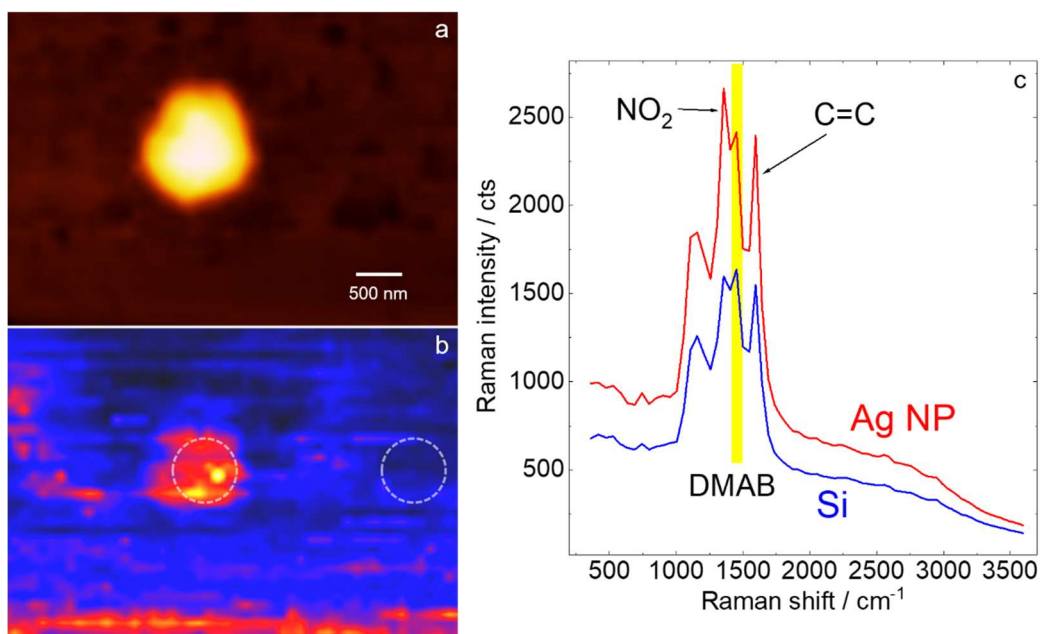 a
500 nm
b
c
Raman intensity / cts
2500
2000
1500
1000
500
NO₂
C=C
Ag NP
DMAB
Si
500 1000 1500 2000 2500 3000 3500
Raman shift / cm⁻¹